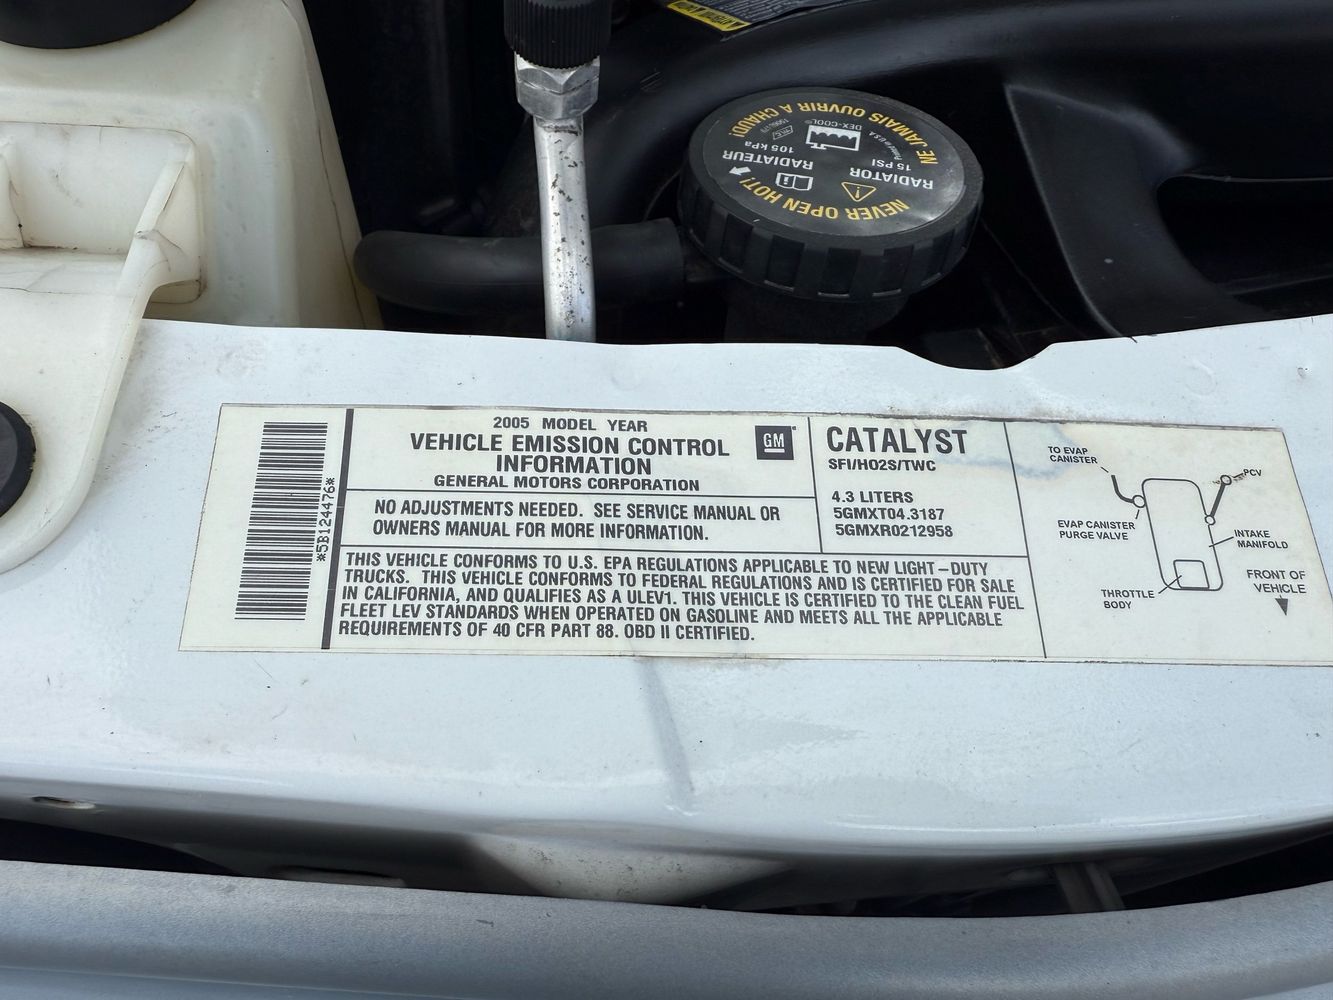 NEVER OPEN HOT!
NE JAMAIS OUVRIR A CHAUD!
RADIATOR
15 PSI
RADIATEUR
105 kPa
DEX-COOL®
Printed in U.S.A.
*5B124476*
2005 MODEL YEAR
VEHICLE EMISSION CONTROL
INFORMATION
GENERAL MOTORS CORPORATION
GM
NO ADJUSTMENTS NEEDED. SEE SERVICE MANUAL OR
OWNERS MANUAL FOR MORE INFORMATION.
CATALYST
SFI/HO2S/TWC
4.3 LITERS
5GMXT04.3187
5GMXR0212958
THIS VEHICLE CONFORMS TO U.S. EPA REGULATIONS APPLICABLE TO NEW LIGHT-DUTY
TRUCKS. THIS VEHICLE CONFORMS TO FEDERAL REGULATIONS AND IS CERTIFIED FOR SALE
IN CALIFORNIA, AND QUALIFIES AS A ULEV1. THIS VEHICLE IS CERTIFIED TO THE CLEAN FUEL
FLEET LEV STANDARDS WHEN OPERATED ON GASOLINE AND MEETS ALL THE APPLICABLE
REQUIREMENTS OF 40 CFR PART 88. OBD II CERTIFIED.
TO EVAP
CANISTER
PCV
EVAP CANISTER
PURGE VALVE
INTAKE
MANIFOLD
THROTTLE
BODY
FRONT OF
VEHICLE